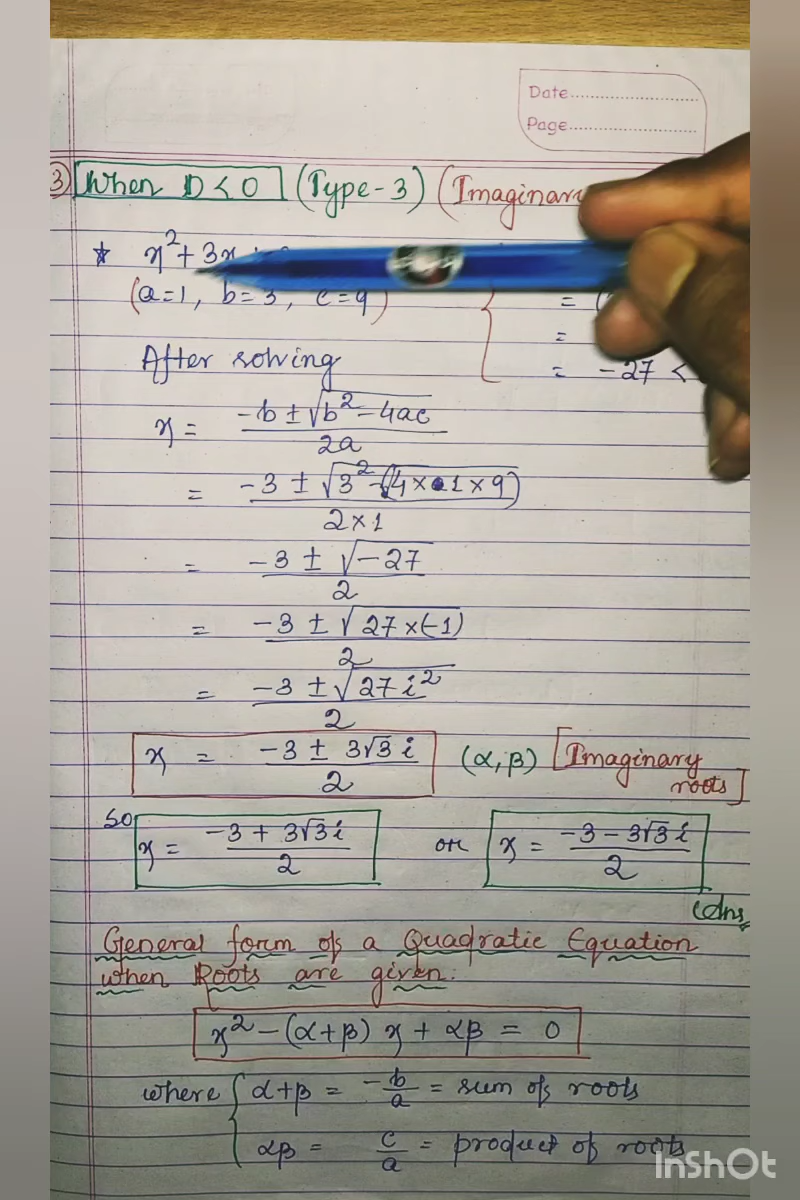 Date
Page
3) When D < 0 (Type-3) (Imaginary
☆ x² + 3x
(a=1, b=3, c=9)
= (
=
= -27 <
After solving
x = (-b ± √(b² - 4ac)) / 2a
= (-3 ± √(3² - (4×1×9))) / 2×1
= (-3 ± √-27) / 2
= (-3 ± √(27×(-1))) / 2
= (-3 ± √(27i²)) / 2
x = (-3 ± 3√3 i) / 2 (α, β) [Imaginary roots]
So x = (-3 + 3√3 i) / 2 or x = (-3 - 3√3 i) / 2
(Ans
General form of a Quadratic Equation
when Roots are given:
x² - (α+β) x + αβ = 0
where { α+β = -b/a = sum of roots
αβ = c/a = product of roots
InShOt